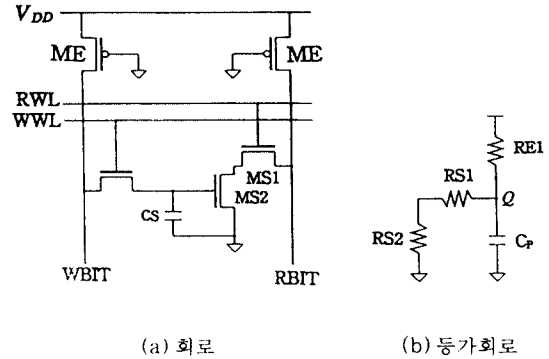 V_DD
ME ME
RWL
WWL
MS1
MS2
CS
WBIT RBIT
RE1
RS1 Q
RS2 C_P
(a) 회로 (b) 등가회로